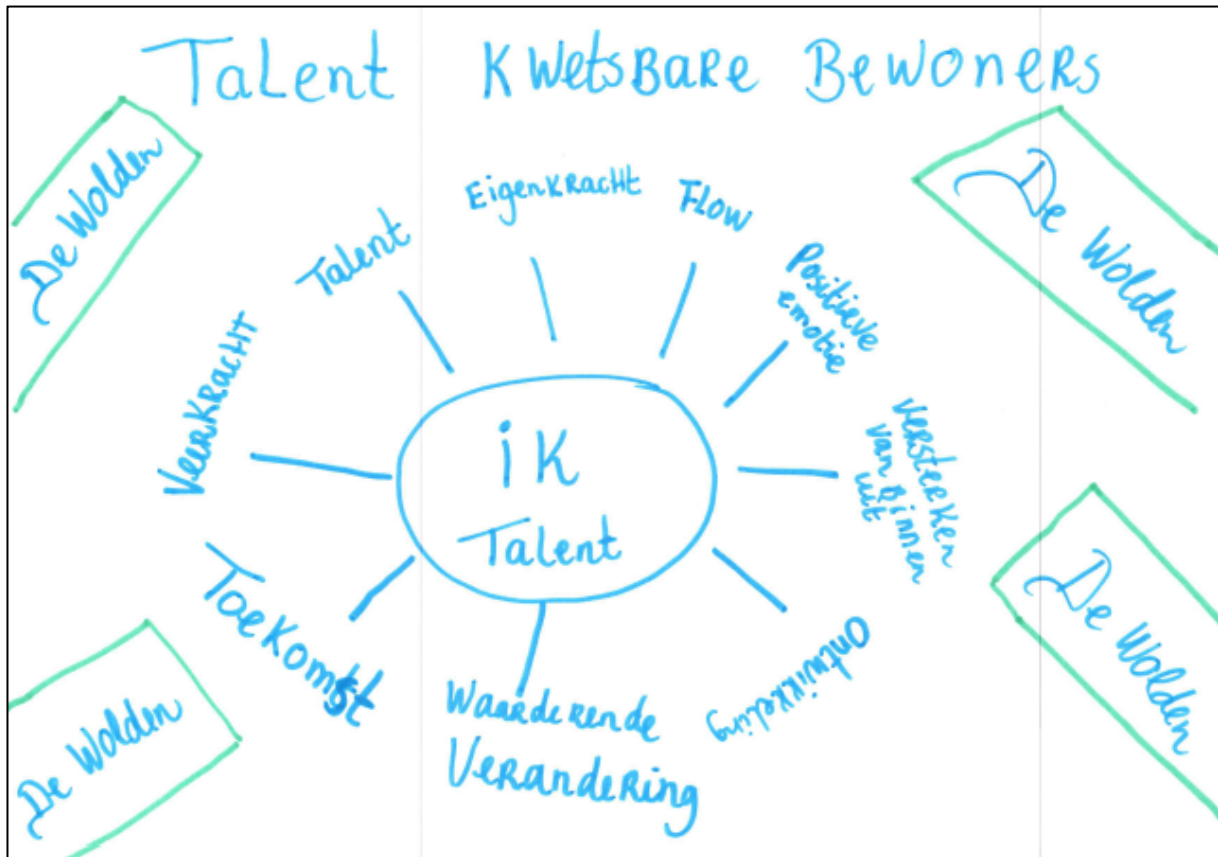 Talent Kwetsbare Bewoners
De Wolden
De Wolden
Talent
Eigenkracht
Flow
Positieve
emotie
Veerkracht
ik
Talent
Versterken
van binnen
uit
Toekomst
Waarderende
Verandering
Ontwikkeling
De Wolden
De Wolden